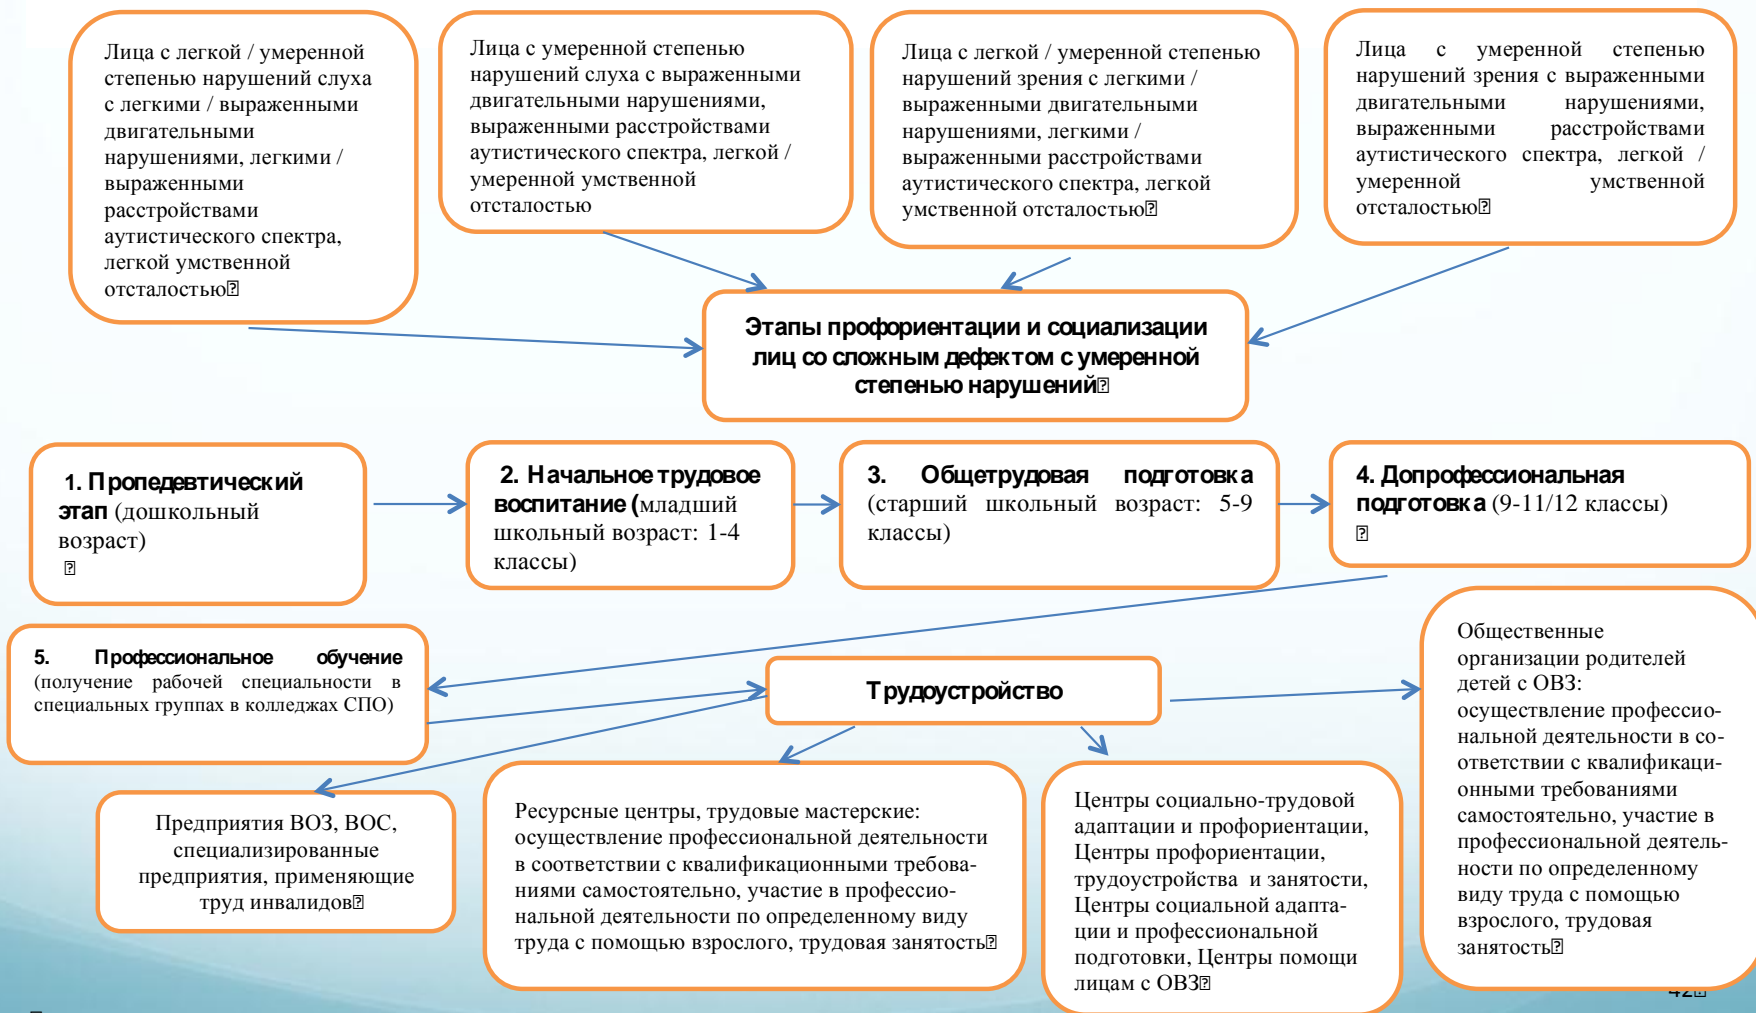 Лица с легкой / умеренной
степенью нарушений слуха
с легкими / выраженными
двигательными
нарушениями, легкими /
выраженными
расстройствами
аутистического спектра,
легкой умственной
отсталостью
Лица с умеренной степенью
нарушений слуха с выраженными
двигательными нарушениями,
выраженными расстройствами
аутистического спектра, легкой /
умеренной умственной
отсталостью
Лица с легкой / умеренной степенью
нарушений зрения с легкими /
выраженными двигательными
нарушениями, легкими /
выраженными расстройствами
аутистического спектра, легкой
умственной отсталостью
Лица с умеренной степенью
нарушений зрения с выраженными
двигательными нарушениями,
выраженными расстройствами
аутистического спектра, легкой /
умеренной умственной
отсталостью
Этапы профориентации и социализации
лиц со сложным дефектом с умеренной
степенью нарушений
1. Пропедевтический
этап (дошкольный
возраст)
2. Начальное трудовое
воспитание (младший
школьный возраст: 1-4
классы)
3. Общетрудовая подготовка
(старший школьный возраст: 5-9
классы)
4. Допрофессиональная
подготовка (9-11/12 классы)
5. Профессиональное обучение
(получение рабочей специальности в
специальных группах в колледжах СПО)
Трудоустройство
Предприятия ВОЗ, ВОС,
специализированные
предприятия, применяющие
труд инвалидов
Ресурсные центры, трудовые мастерские:
осуществление профессиональной деятельности
в соответствии с квалификационными требова-
ниями самостоятельно, участие в профессио-
нальной деятельности по определенному виду
труда с помощью взрослого, трудовая занятость
Центры социально-трудовой
адаптации и профориентации,
Центры профориентации,
трудоустройства и занятости,
Центры социальной адапта-
ции и профессиональной
подготовки, Центры помощи
лицам с ОВЗ
Общественные
организации родителей
детей с ОВЗ:
осуществление профессио-
нальной деятельности в со-
ответствии с квалификаци-
онными требованиями
самостоятельно, участие в
профессиональной деятель-
ности по определенному
виду труда с помощью
взрослого, трудовая
занятость
42